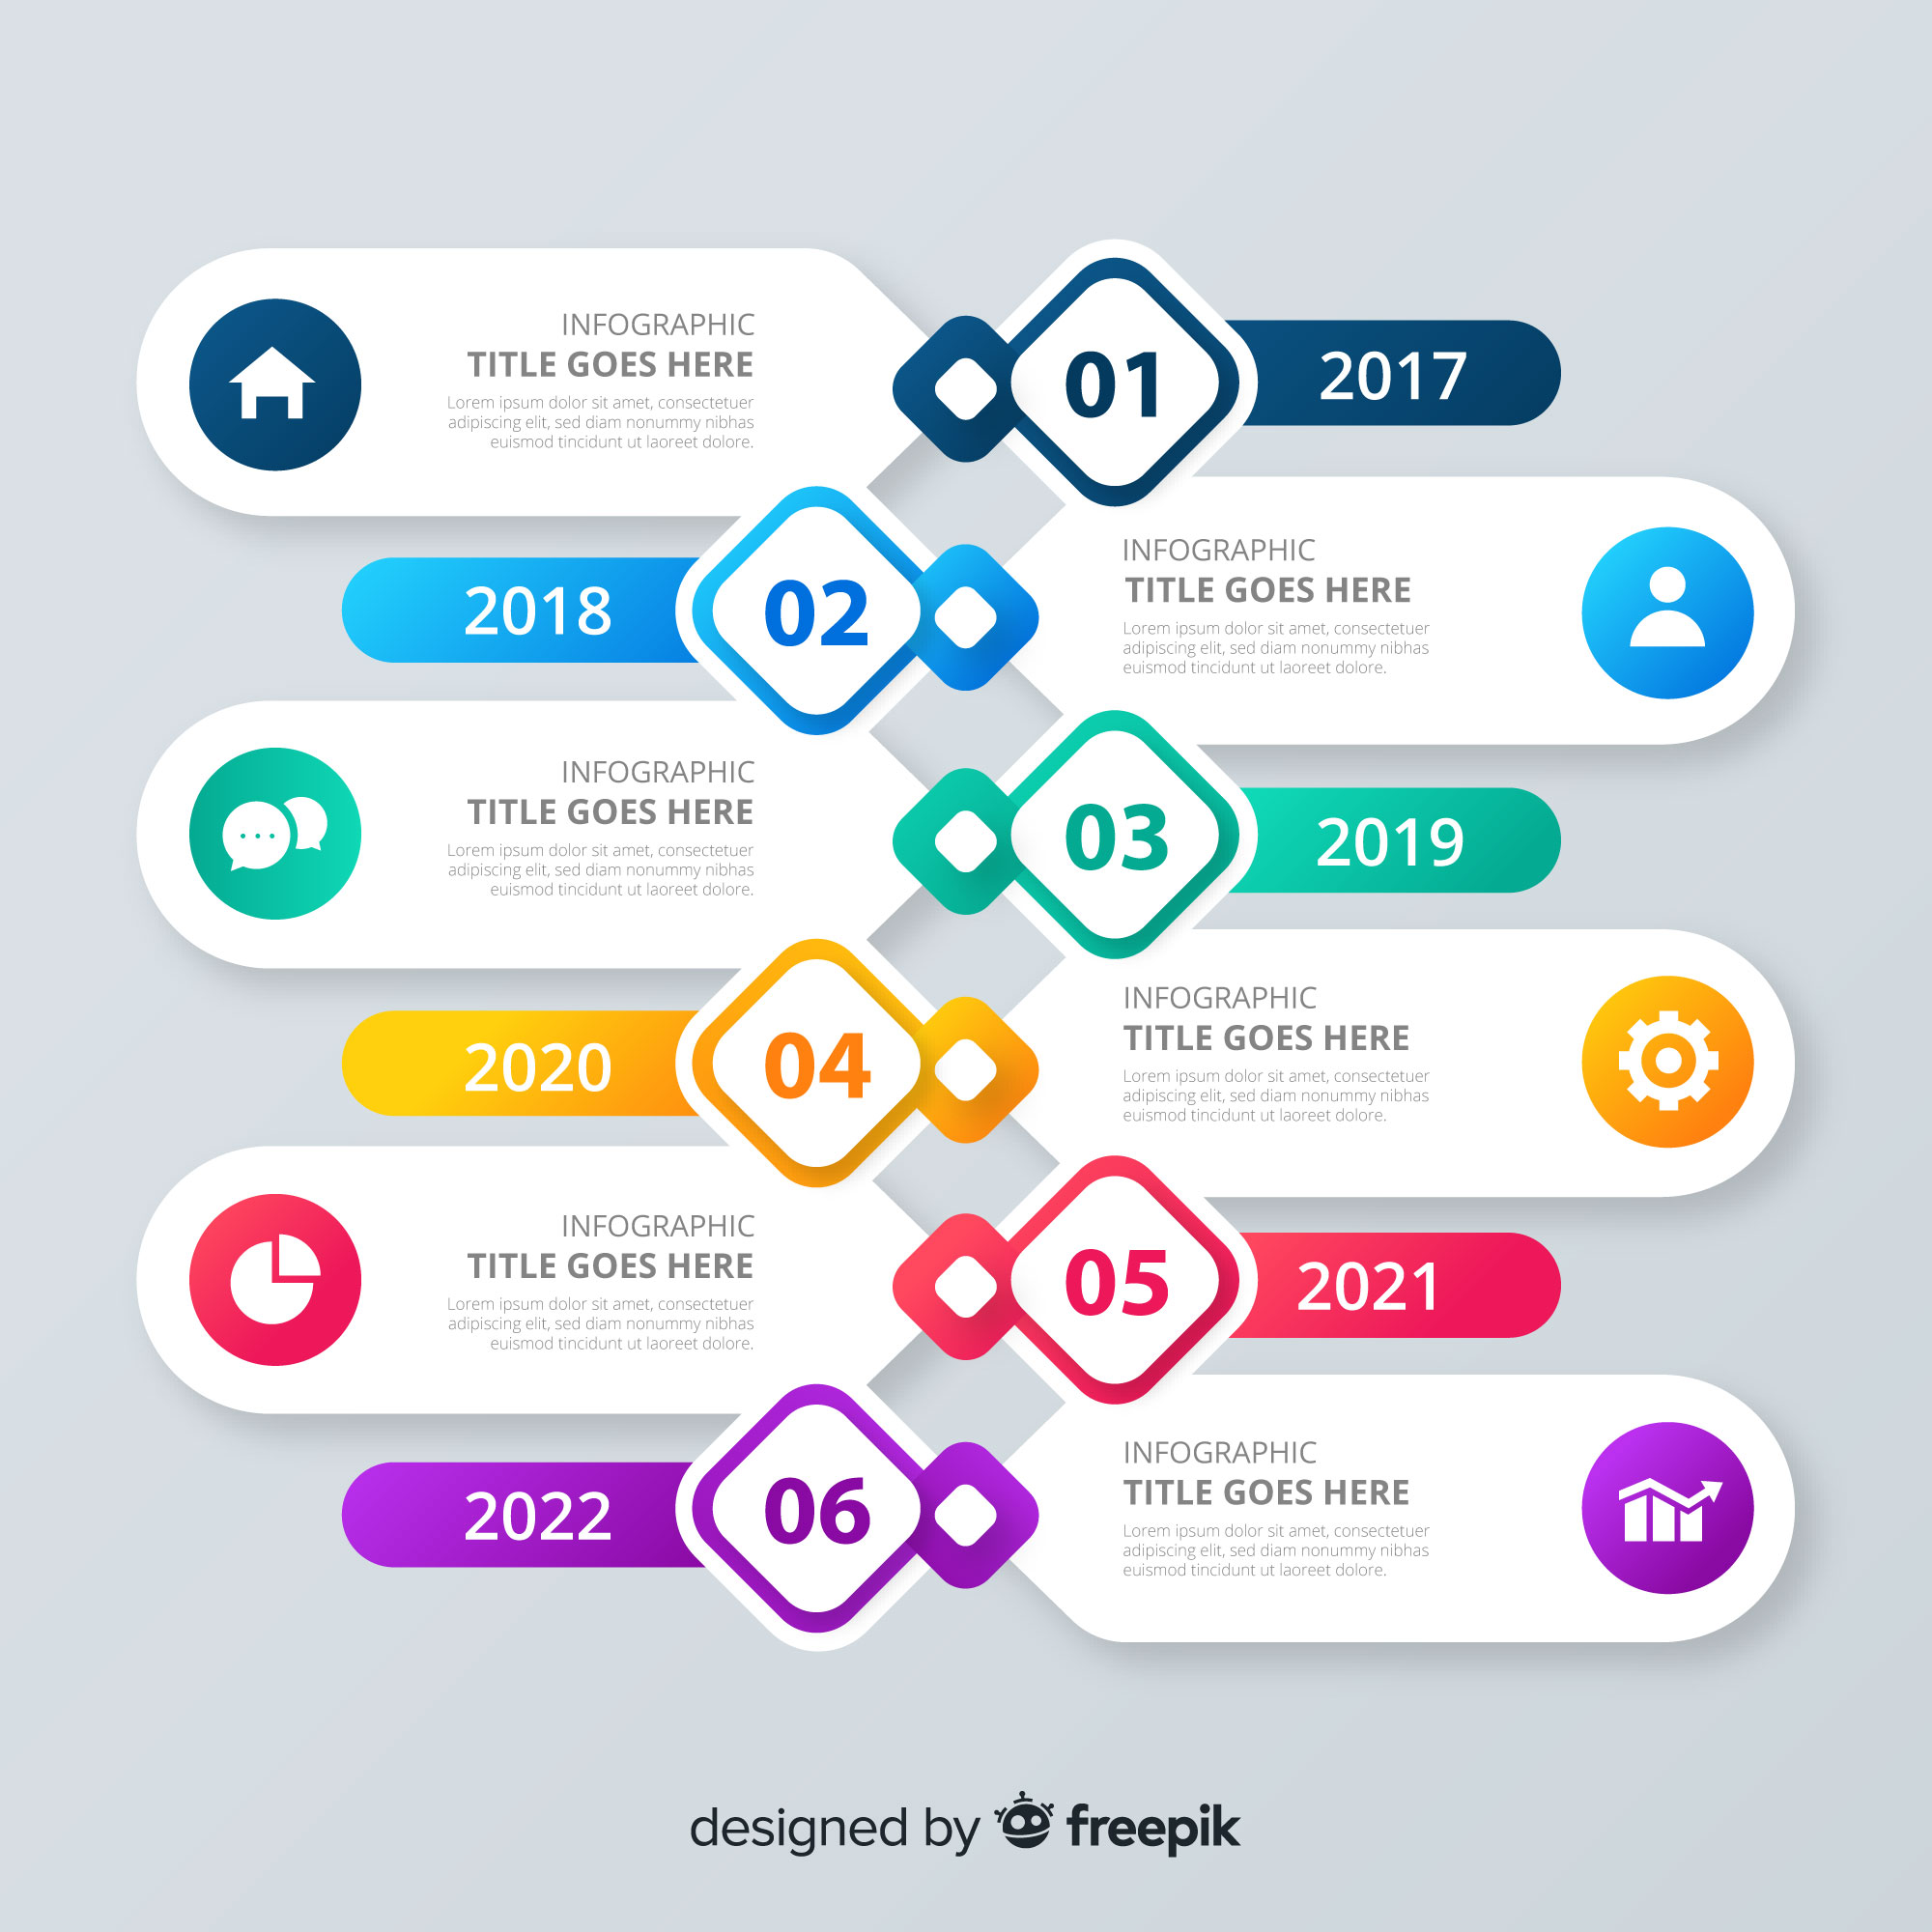 INFOGRAPHIC
TITLE GOES HERE
Lorem ipsum dolor sit amet, consectetuer
adipiscing elit, sed diam nonummy nibhas
euismod tincidunt ut laoreet dolore.
01
2017
2018
02
INFOGRAPHIC
TITLE GOES HERE
Lorem ipsum dolor sit amet, consectetuer
adipiscing elit, sed diam nonummy nibhas
euismod tincidunt ut laoreet dolore.
INFOGRAPHIC
TITLE GOES HERE
Lorem ipsum dolor sit amet, consectetuer
adipiscing elit, sed diam nonummy nibhas
euismod tincidunt ut laoreet dolore.
03
2019
2020
04
INFOGRAPHIC
TITLE GOES HERE
Lorem ipsum dolor sit amet, consectetuer
adipiscing elit, sed diam nonummy nibhas
euismod tincidunt ut laoreet dolore.
INFOGRAPHIC
TITLE GOES HERE
Lorem ipsum dolor sit amet, consectetuer
adipiscing elit, sed diam nonummy nibhas
euismod tincidunt ut laoreet dolore.
05
2021
2022
06
INFOGRAPHIC
TITLE GOES HERE
Lorem ipsum dolor sit amet, consectetuer
adipiscing elit, sed diam nonummy nibhas
euismod tincidunt ut laoreet dolore.
designed by freepik